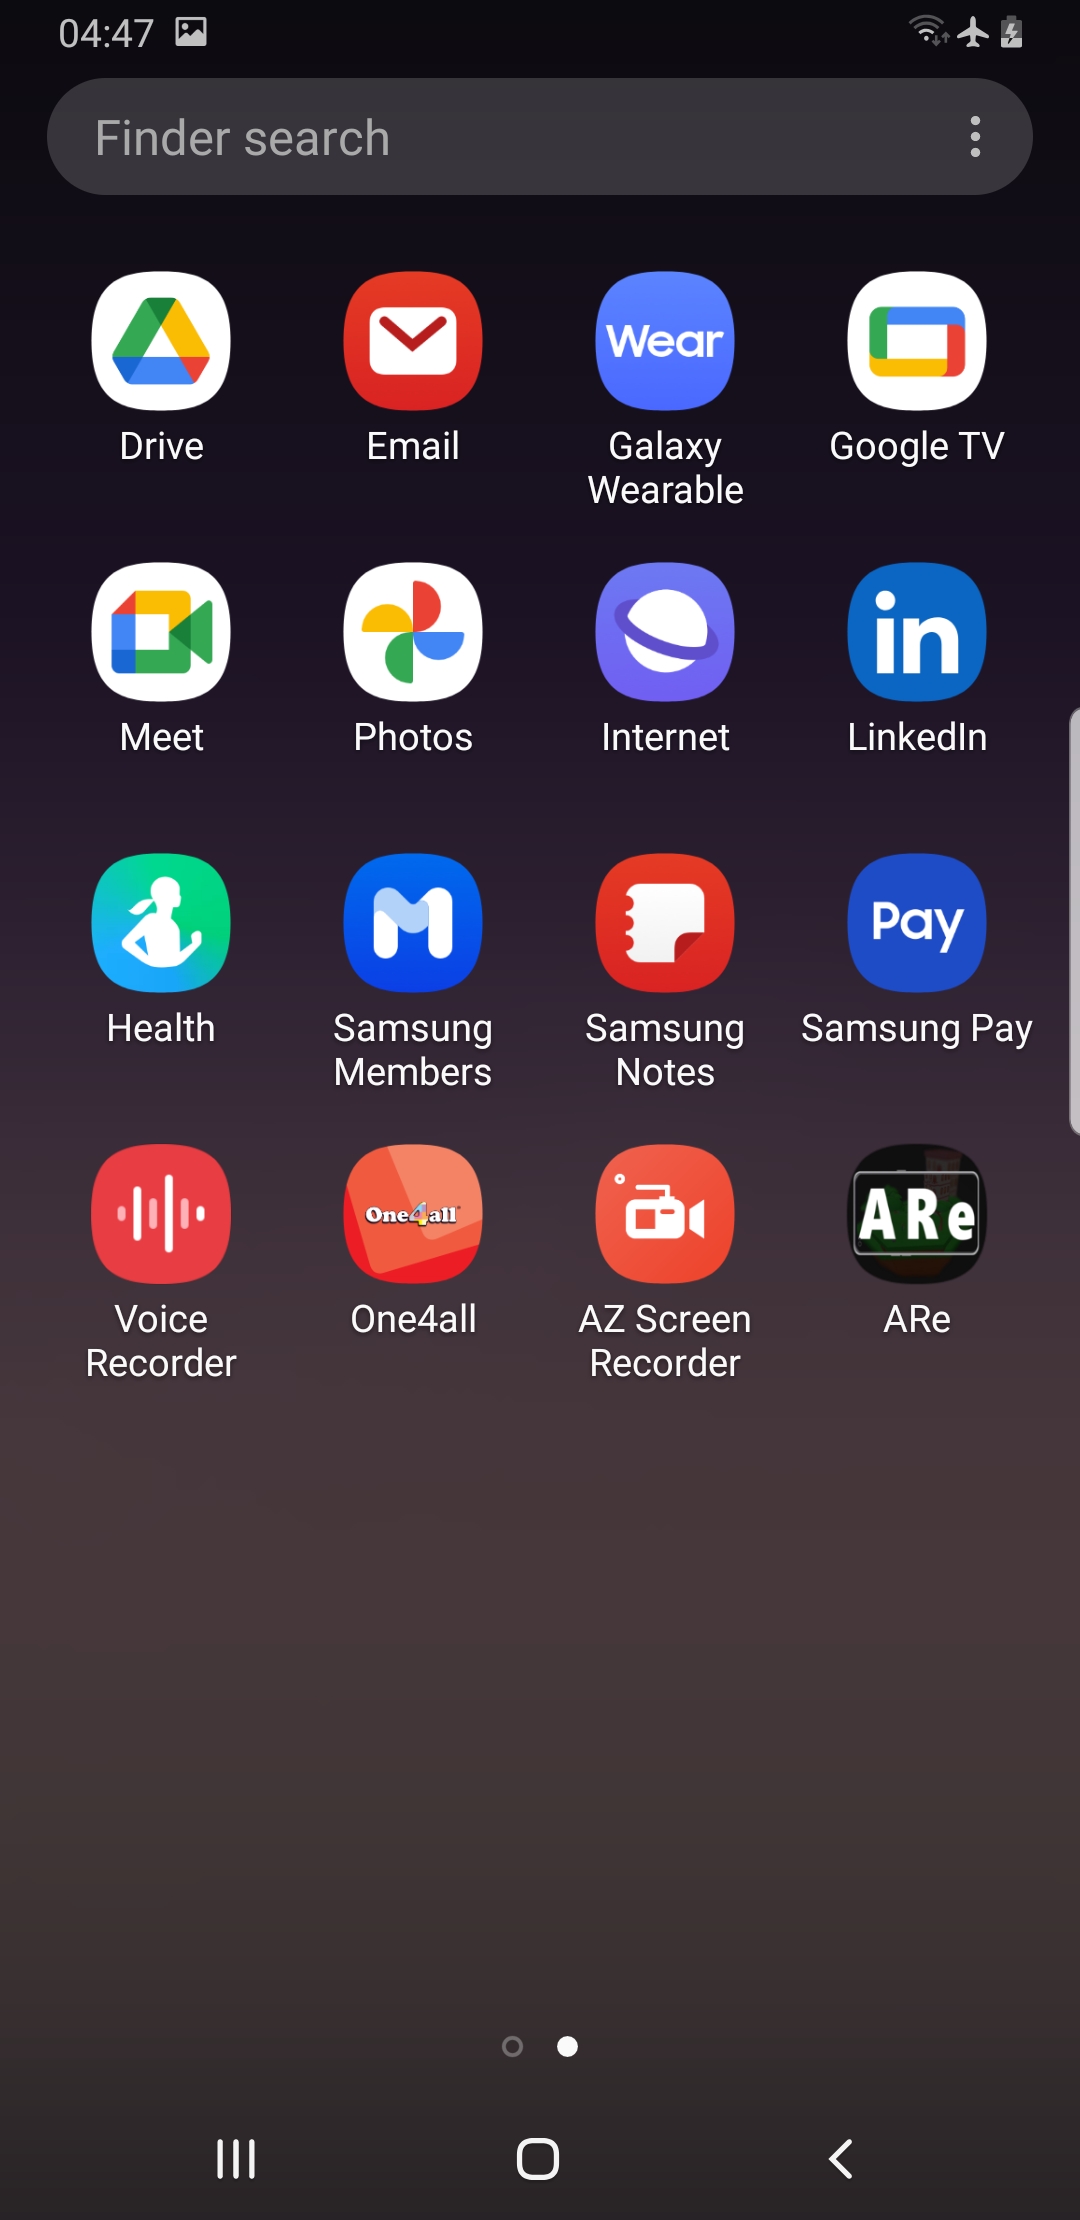 04:47
Finder search
Wear
Drive
Email
Galaxy
Wearable
Google TV
in
Meet
Photos
Internet
LinkedIn
Pay
Health
Samsung
Members
Samsung
Notes
Samsung Pay
One4all
ARe
Voice
Recorder
One4all
AZ Screen
Recorder
ARe